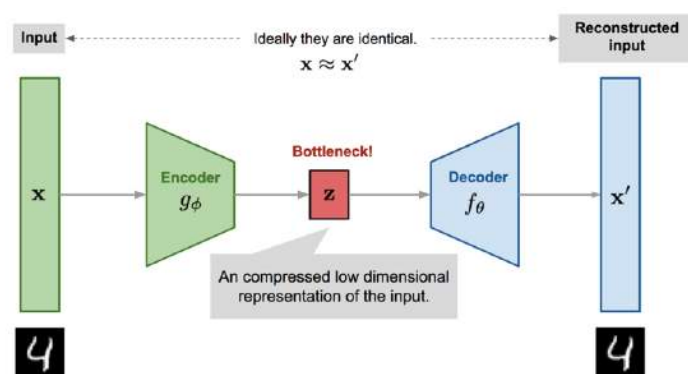 Input
Ideally they are identical.
x ≈ x′
Reconstructed
input
Bottleneck!
x
Encoder
gϕ
z
Decoder
fθ
x′
An compressed low dimensional
representation of the input.
4
4